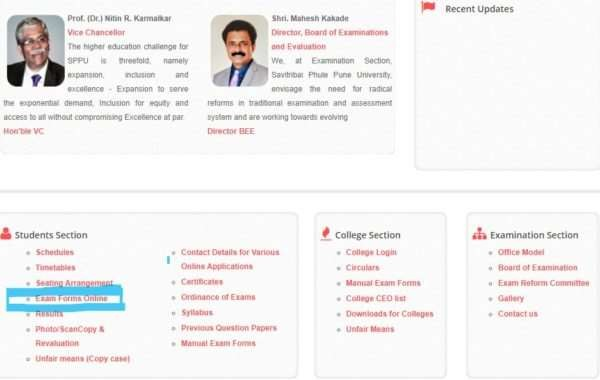 Prof. (Dr.) Nitin R. Karmalkar
Vice Chancellor
The higher education challenge for
SPPU is threefold, namely
expansion, inclusion and
excellence - Expansion to serve
the exponential demand, Inclusion for equity and
access to all without compromising Excellence at par.
Hon'ble VC
Shri. Mahesh Kakade
Director, Board of Examinations
and Evaluation
We, at Examination Section,
Savitribai Phule Pune University,
envisage the need for radical
reforms in traditional examination and assessment
system and are working towards evolving
Director BEE
Recent Updates
Students Section
Schedules
Timetables
Seating Arrangement
Exam Forms Online
Results
Photo/ScanCopy &
Revaluation
Unfair means (Copy case)
Contact Details for Various
Online Applications
Certificates
Ordinance of Exams
Syllabus
Previous Question Papers
Manual Exam Forms
College Section
College Login
Circulars
Manual Exam Forms
College CEO list
Downloads for Colleges
Unfair Means
Examination Section
Office Model
Board of Examination
Exam Reform Committee
Gallery
Contact us